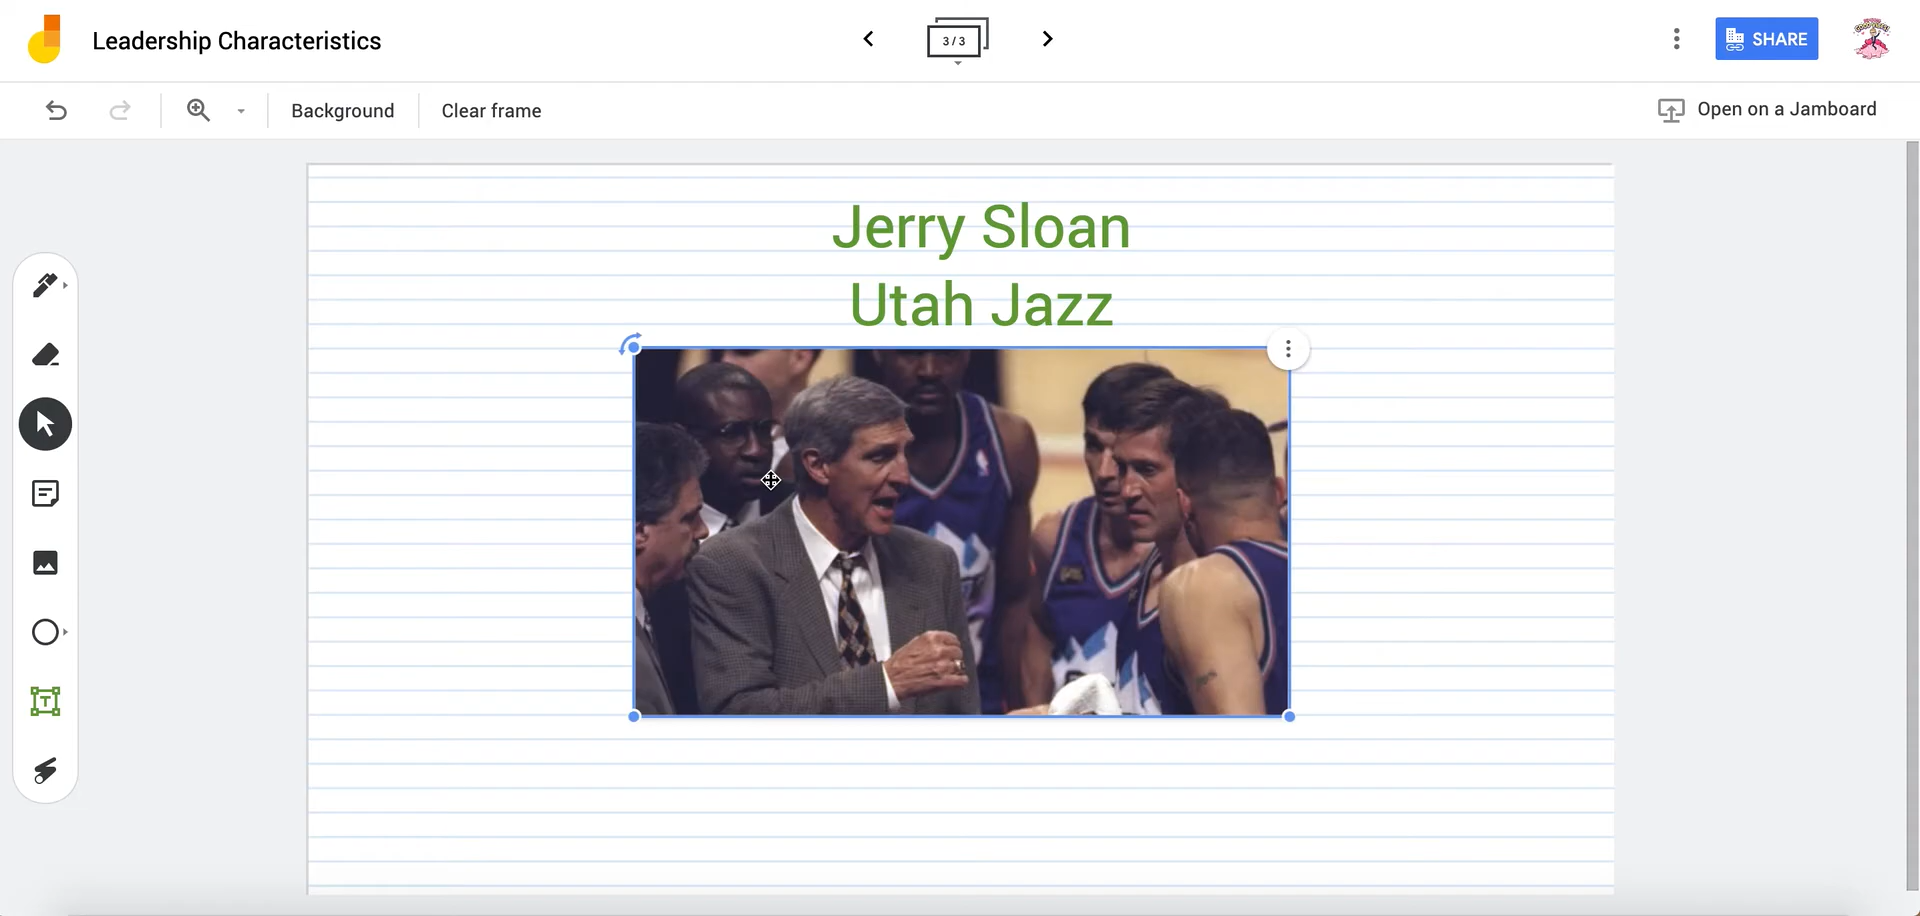 Leadership Characteristics
3 / 3
SHARE
Background
Clear frame
Open on a Jamboard
Jerry Sloan
Utah Jazz
T